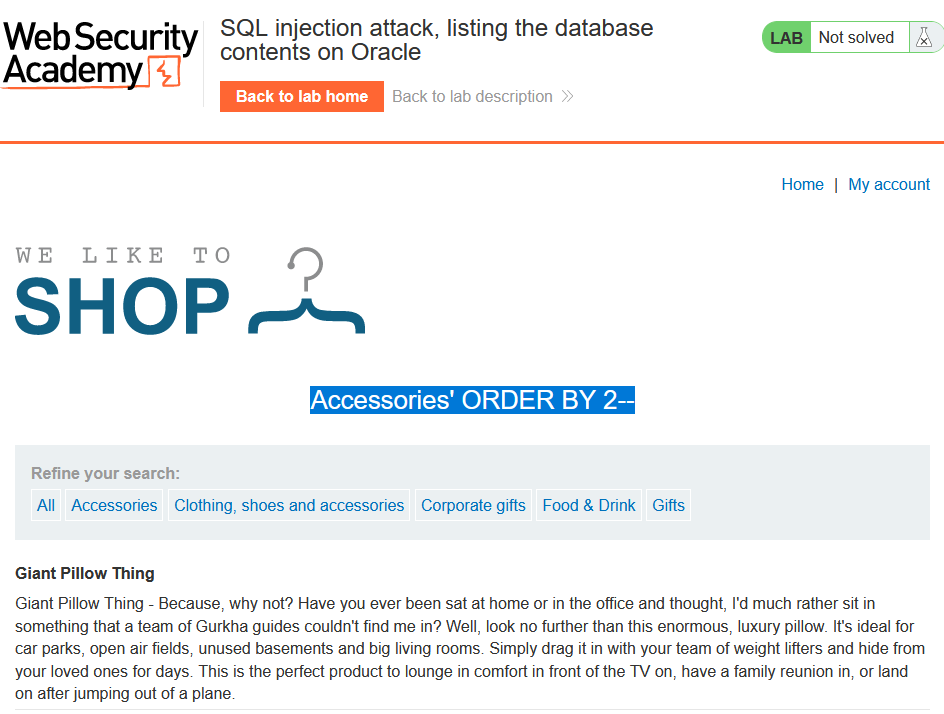 Web Security
Academy
SQL injection attack, listing the database
contents on Oracle
Back to lab home
Back to lab description
LAB
Not solved
Home | My account
WE LIKE TO
SHOP
Accessories' ORDER BY 2--
Refine your search:
All Accessories Clothing, shoes and accessories Corporate gifts Food & Drink Gifts
Giant Pillow Thing
Giant Pillow Thing - Because, why not? Have you ever been sat at home or in the office and thought, I'd much rather sit in
something that a team of Gurkha guides couldn't find me in? Well, look no further than this enormous, luxury pillow. It's ideal for
car parks, open air fields, unused basements and big living rooms. Simply drag it in with your team of weight lifters and hide from
your loved ones for days. This is the perfect product to lounge in comfort in front of the TV on, have a family reunion in, or land
on after jumping out of a plane.